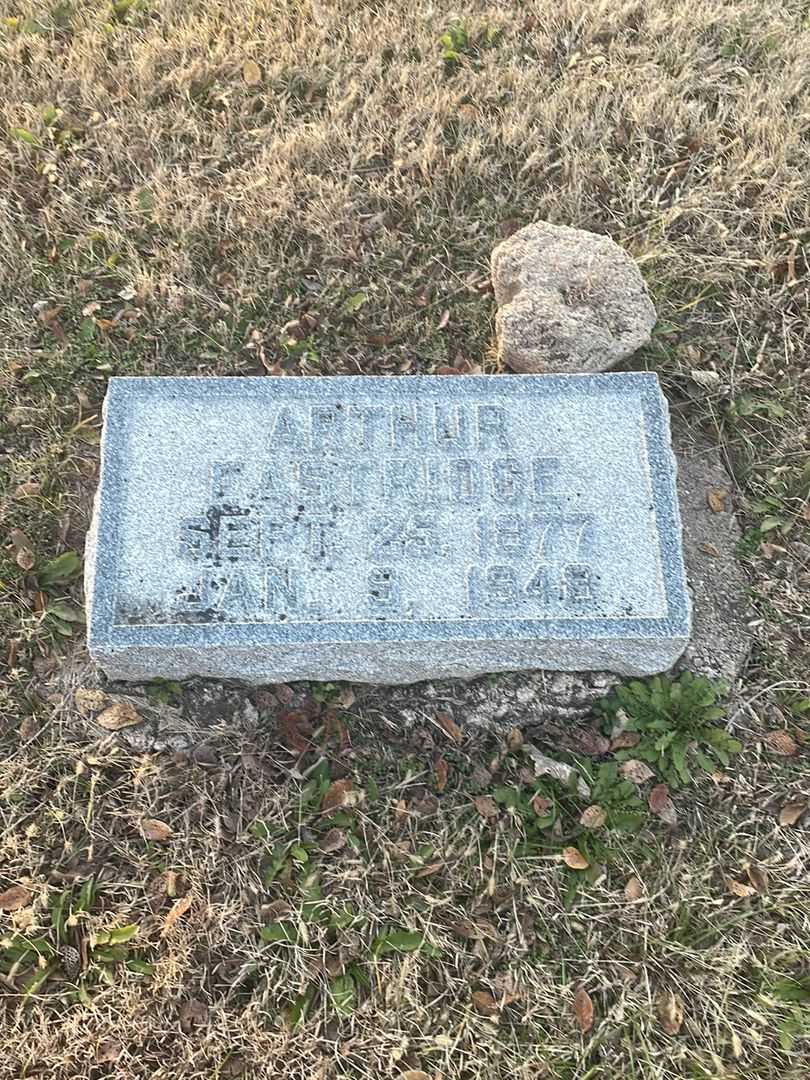 ARTHUR
EASTRIDGE
SEPT. 25, 1877
JAN. 9, 1948